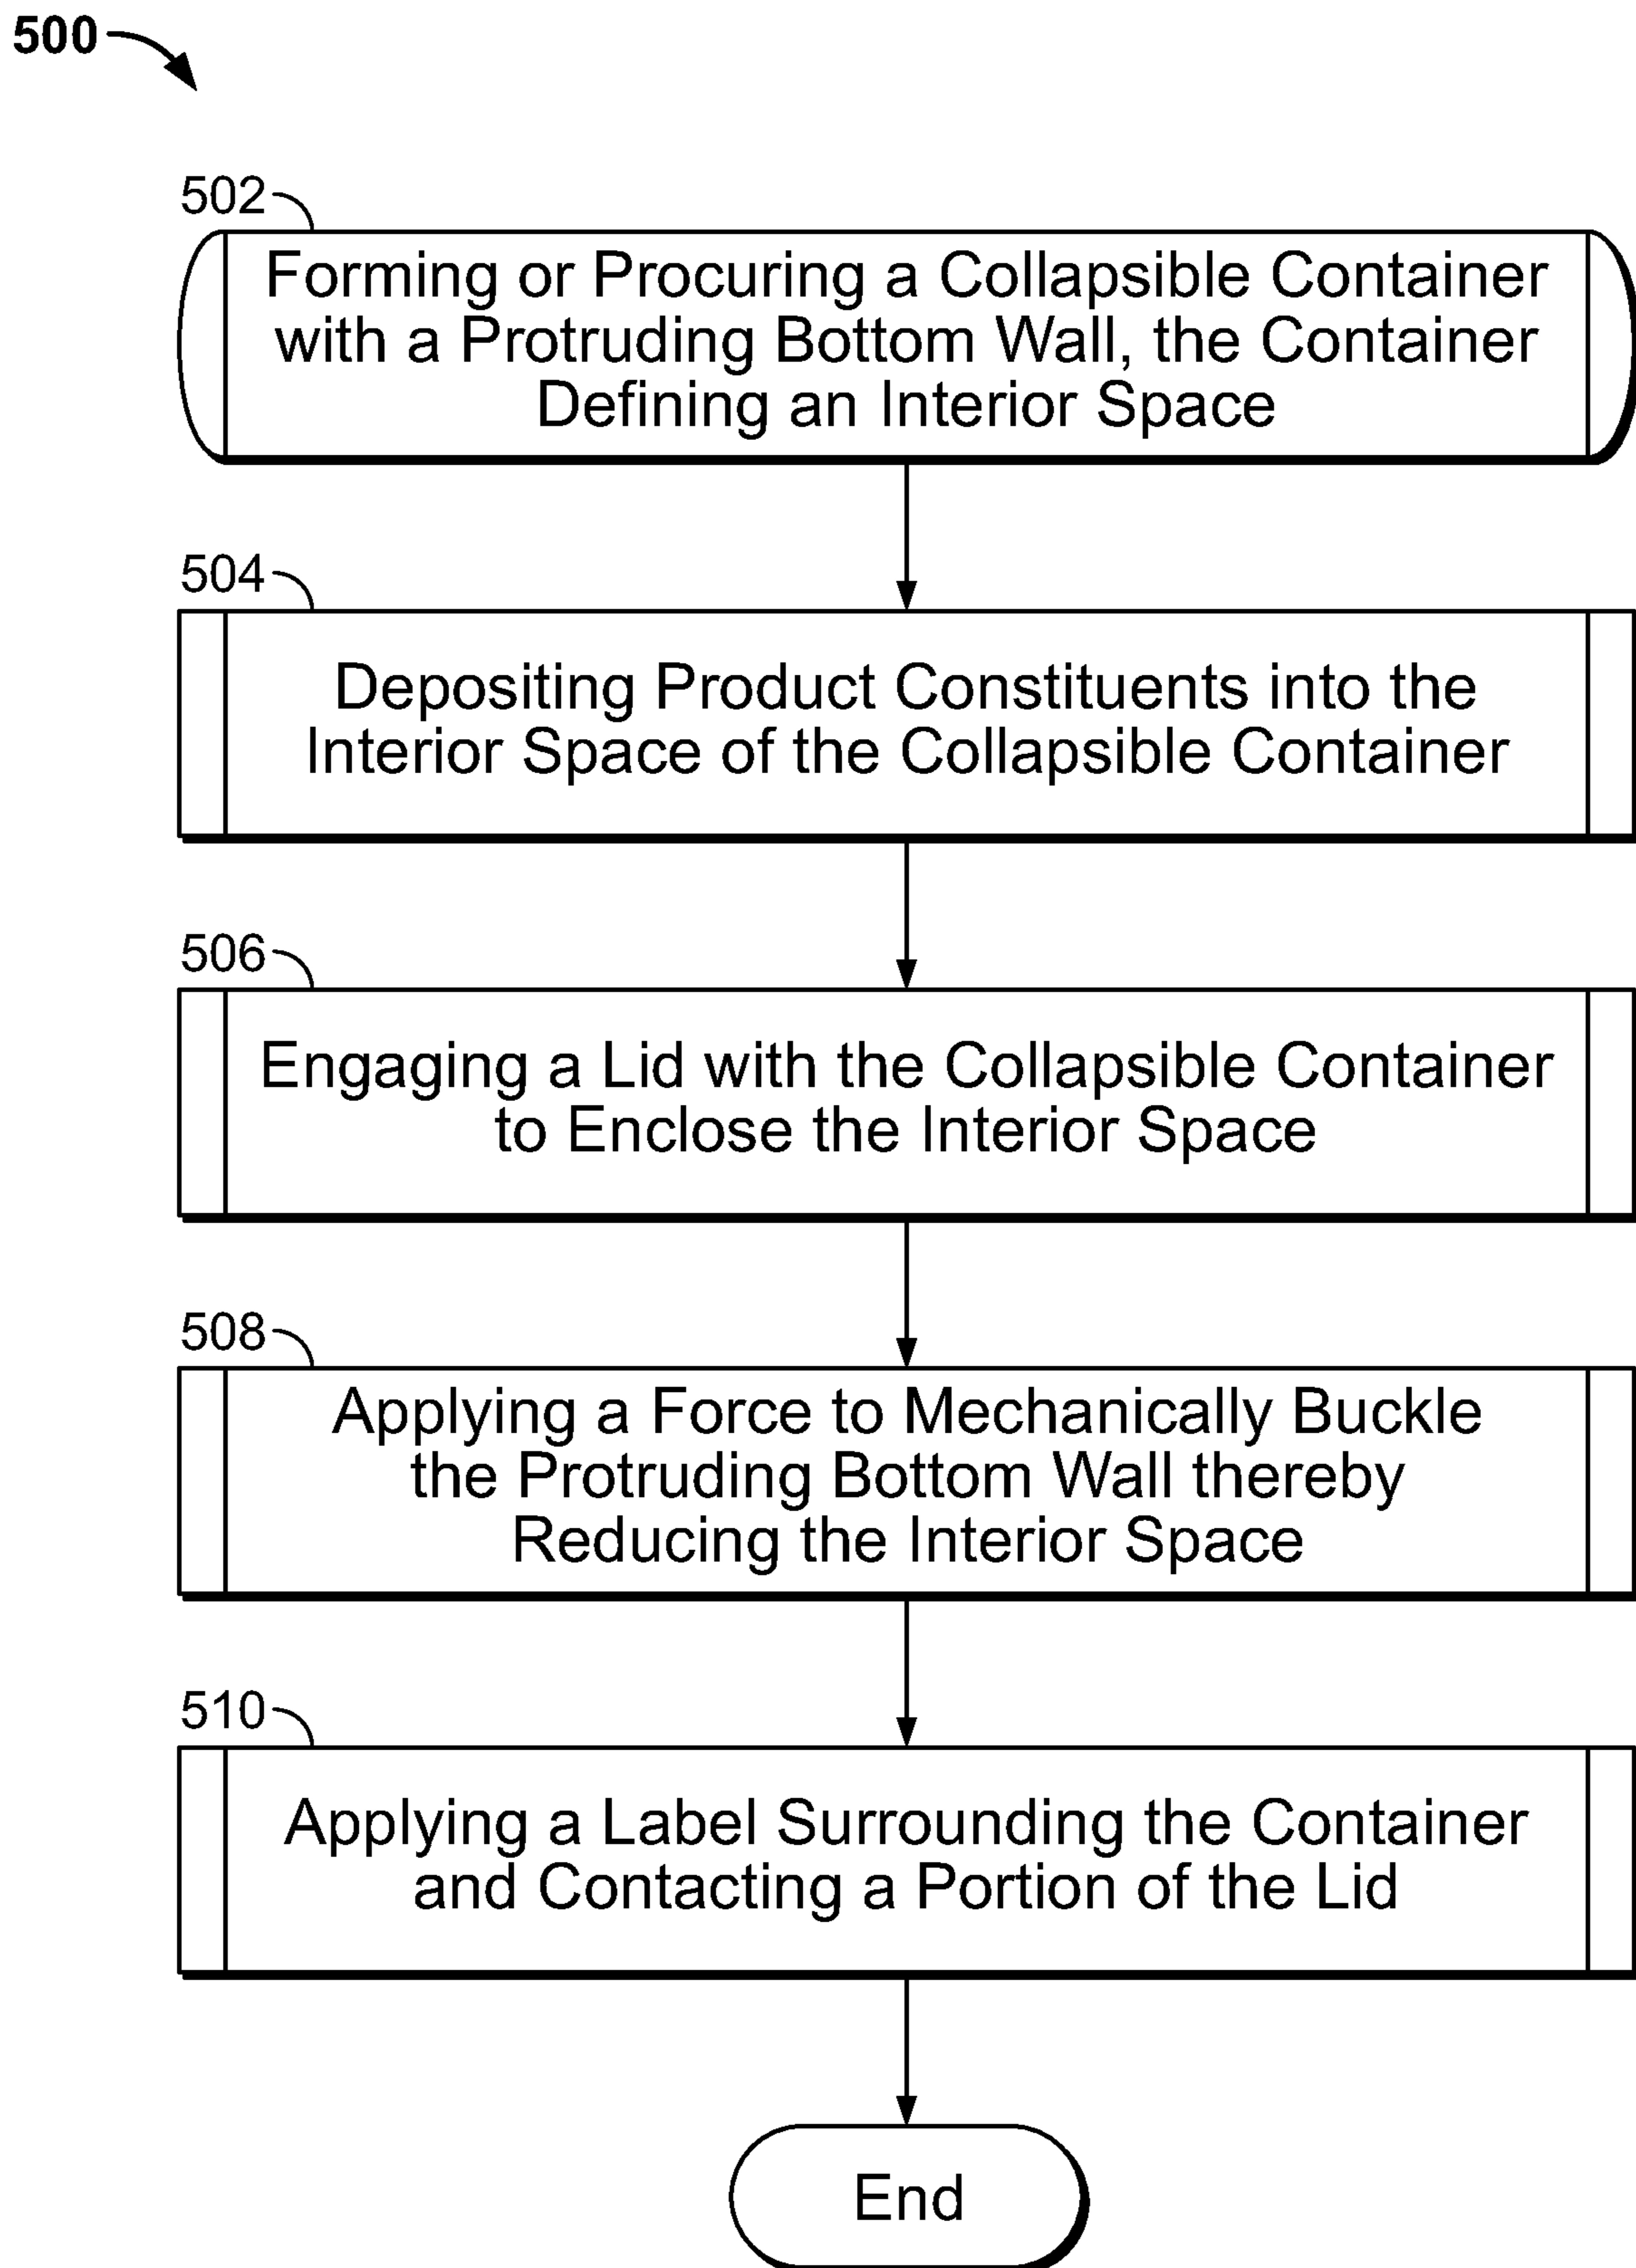 500
502
Forming or Procuring a Collapsible Container
with a Protruding Bottom Wall, the Container
Defining an Interior Space
504
Depositing Product Constituents into the
Interior Space of the Collapsible Container
506
Engaging a Lid with the Collapsible Container
to Enclose the Interior Space
508
Applying a Force to Mechanically Buckle
the Protruding Bottom Wall thereby
Reducing the Interior Space
510
Applying a Label Surrounding the Container
and Contacting a Portion of the Lid
End